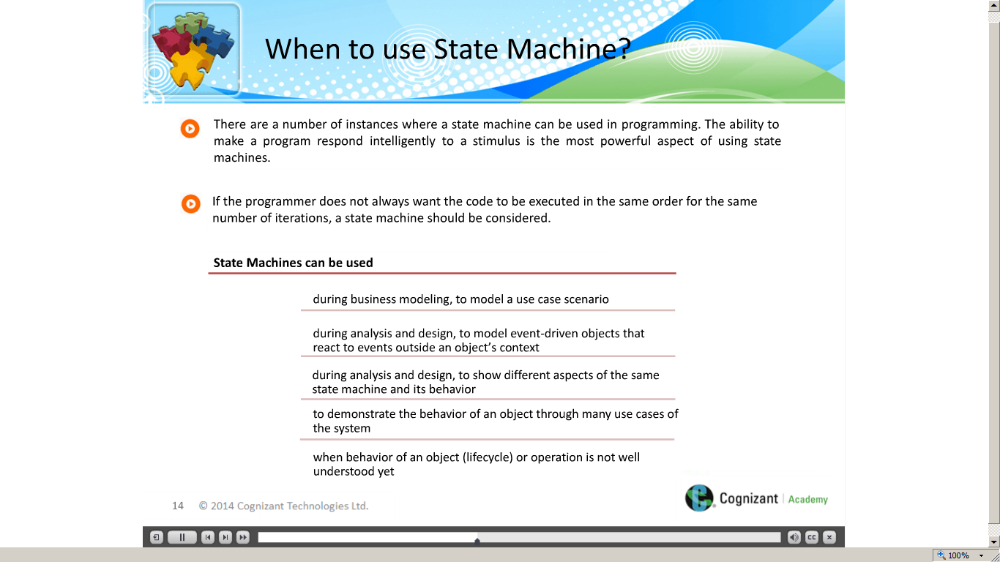 When to use State Machine?
There are a number of instances where a state machine can be used in programming. The ability to
make a program respond intelligently to a stimulus is the most powerful aspect of using state
machines.
If the programmer does not always want the code to be executed in the same order for the same
number of iterations, a state machine should be considered.
State Machines can be used
during business modeling, to model a use case scenario
during analysis and design, to model event-driven objects that
react to events outside an object’s context
during analysis and design, to show different aspects of the same
state machine and its behavior
to demonstrate the behavior of an object through many use cases of
the system
when behavior of an object (lifecycle) or operation is not well
understood yet
14 © 2014 Cognizant Technologies Ltd.
Cognizant | Academy
CC
100%